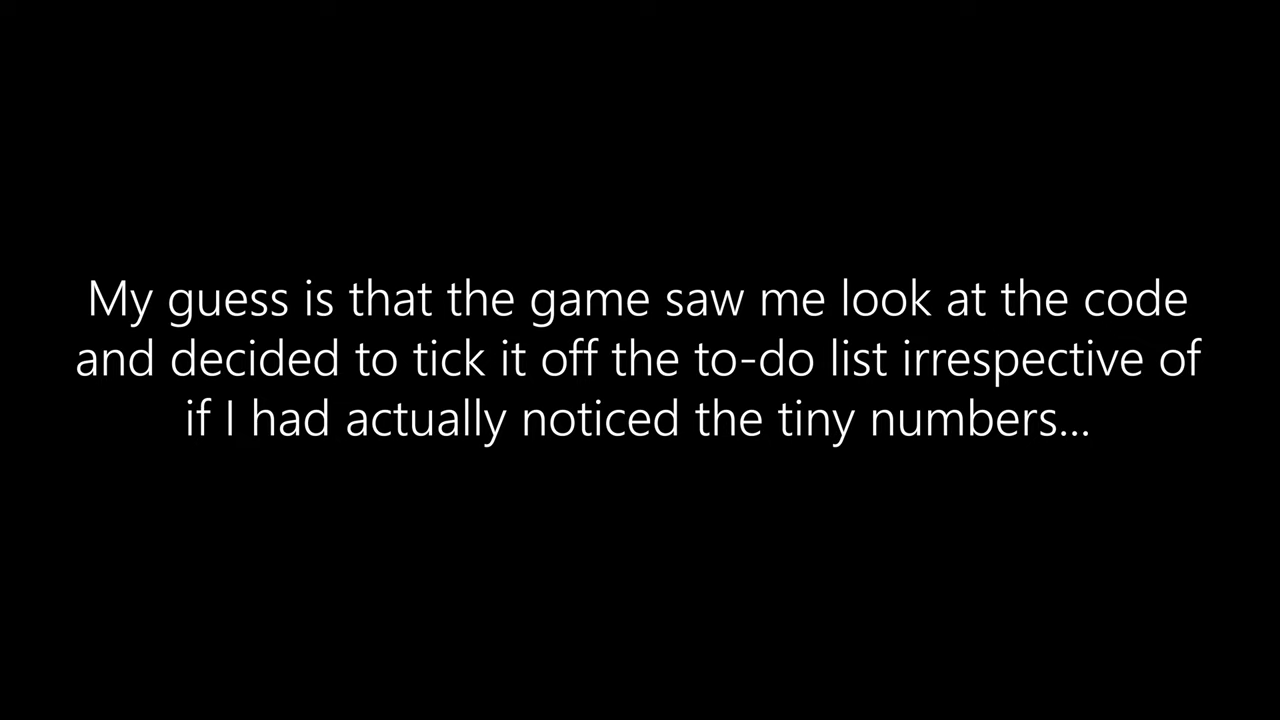 My guess is that the game saw me look at the code
and decided to tick it off the to-do list irrespective of
if I had actually noticed the tiny numbers...